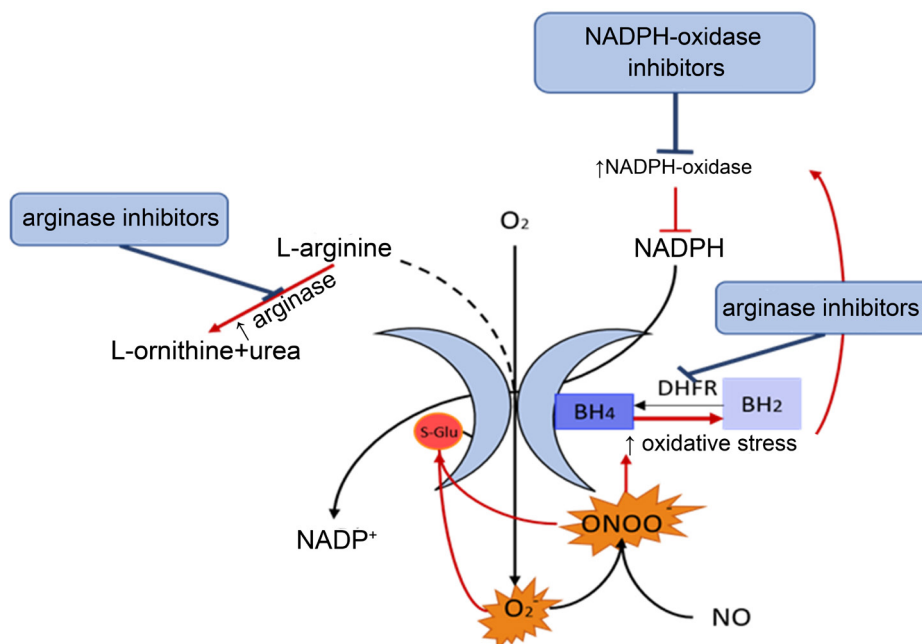 NADPH-oxidase
inhibitors
↑NADPH-oxidase
arginase inhibitors
O₂
L-arginine
NADPH
↑ arginase
arginase inhibitors
L-ornithine+urea
DHFR
BH4
BH2
S-Glu
↑ oxidative stress
ONOO⁻
NADP⁺
O₂⁻
NO